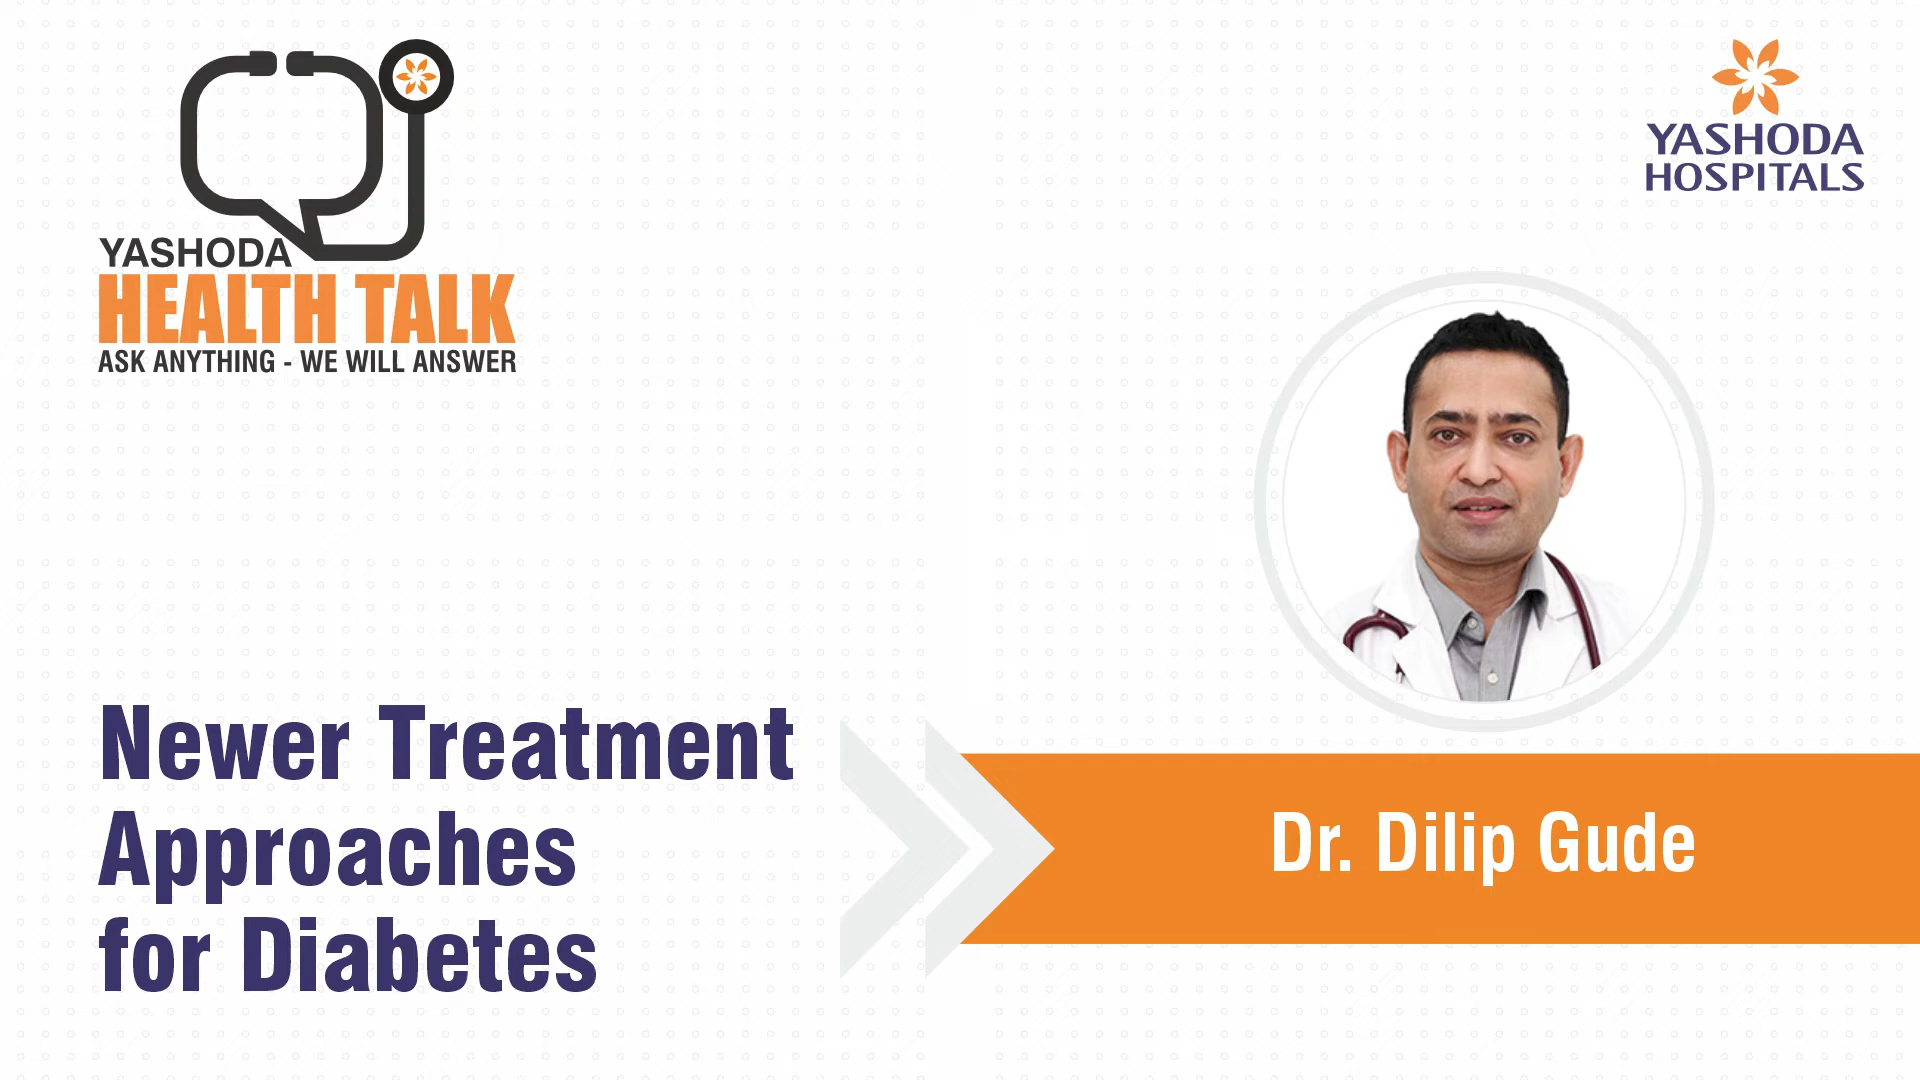 YASHODA
HEALTH TALK
ASK ANYTHING - WE WILL ANSWER
YASHODA
HOSPITALS
Newer Treatment
Approaches
for Diabetes
Dr. Dilip Gude